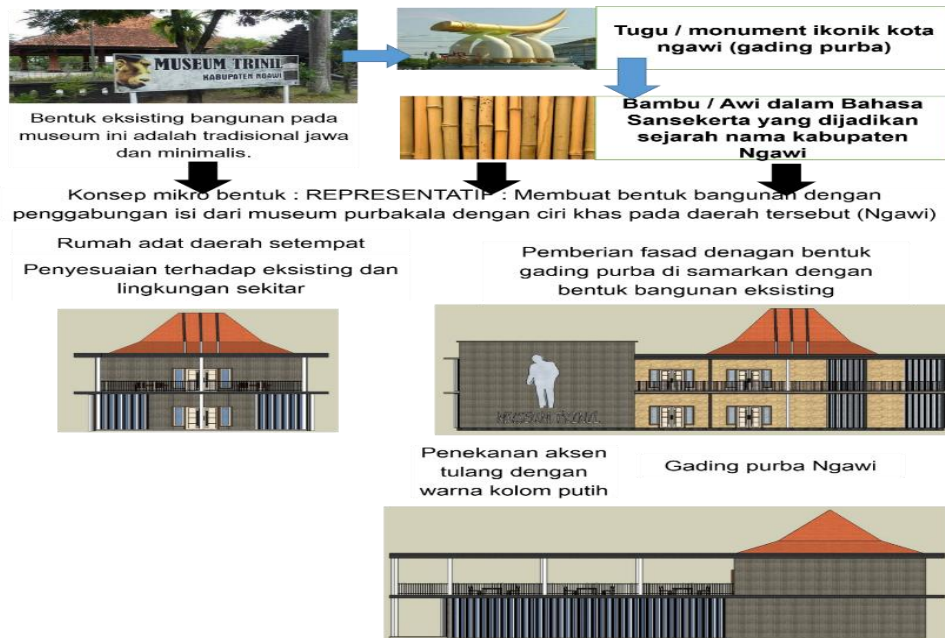 MUSEUM TRINIL
KABUPATEN NGAWI
Tugu / monument ikonik kota
ngawi (gading purba)
Bentuk eksisting bangunan pada
museum ini adalah tradisional jawa
dan minimalis.
Bambu / Awi dalam Bahasa
Sansekerta yang dijadikan
sejarah nama kabupaten
Ngawi
Konsep mikro bentuk : REPRESENTATIF : Membuat bentuk bangunan dengan
penggabungan isi dari museum purbakala dengan ciri khas pada daerah tersebut (Ngawi)
Rumah adat daerah setempat
Penyesuaian terhadap eksisting dan
lingkungan sekitar
Pemberian fasad denagan bentuk
gading purba di samarkan dengan
bentuk bangunan eksisting
MUSEUM TRINIL
Penekanan aksen
tulang dengan
warna kolom putih
Gading purba Ngawi